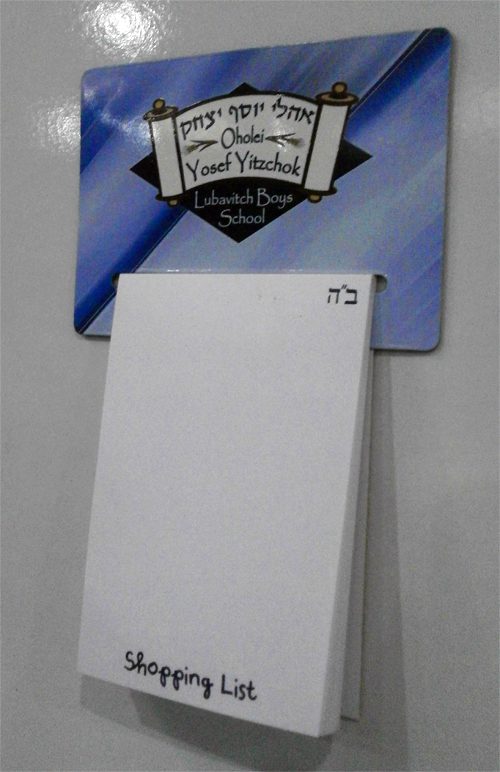 אהלי יוסף יצחק
Oholei
Yosef Yitzchok
Lubavitch Boys
School
ב"ה
Shopping List